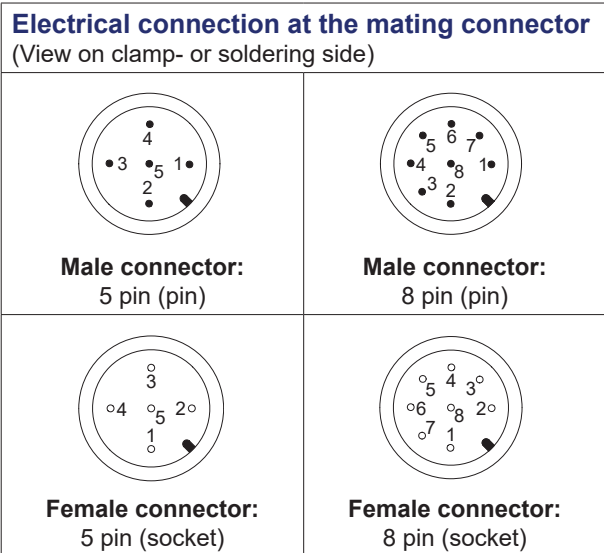 Electrical connection at the mating connector
(View on clamp- or soldering side)
4
3 5 1
2
Male connector:
5 pin (pin)
5 6 7
4 8 1
3 2
Male connector:
8 pin (pin)
3
4 5 2
1
Female connector:
5 pin (socket)
5 4 3
6 8 2
7 1
Female connector:
8 pin (socket)